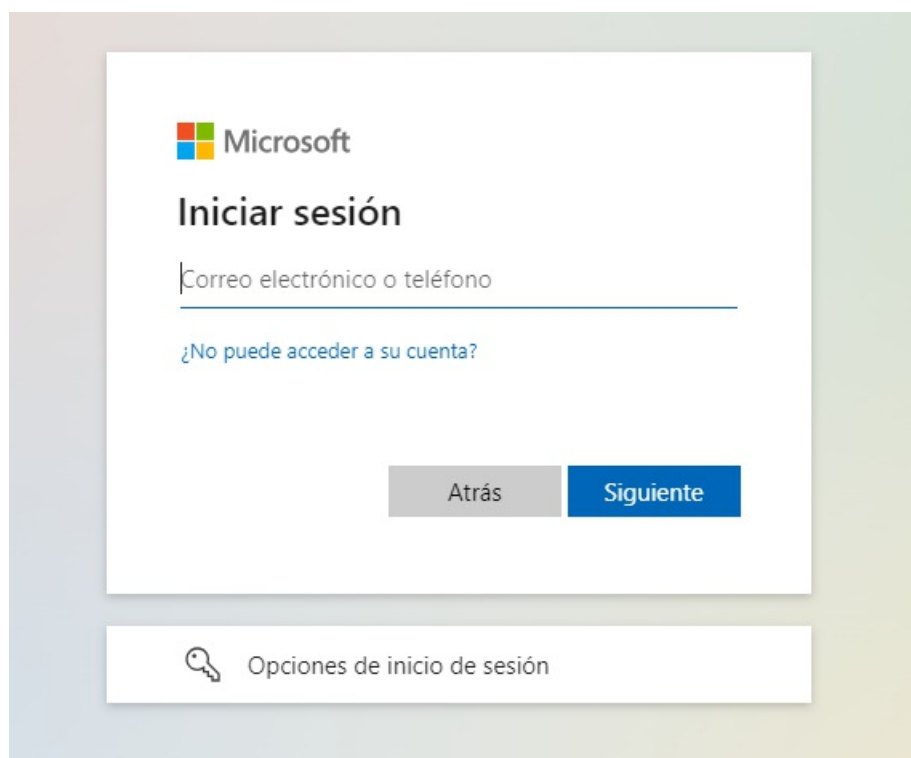 Microsoft
Iniciar sesión
Correo electrónico o teléfono
¿No puede acceder a su cuenta?
Atrás Siguiente
Opciones de inicio de sesión